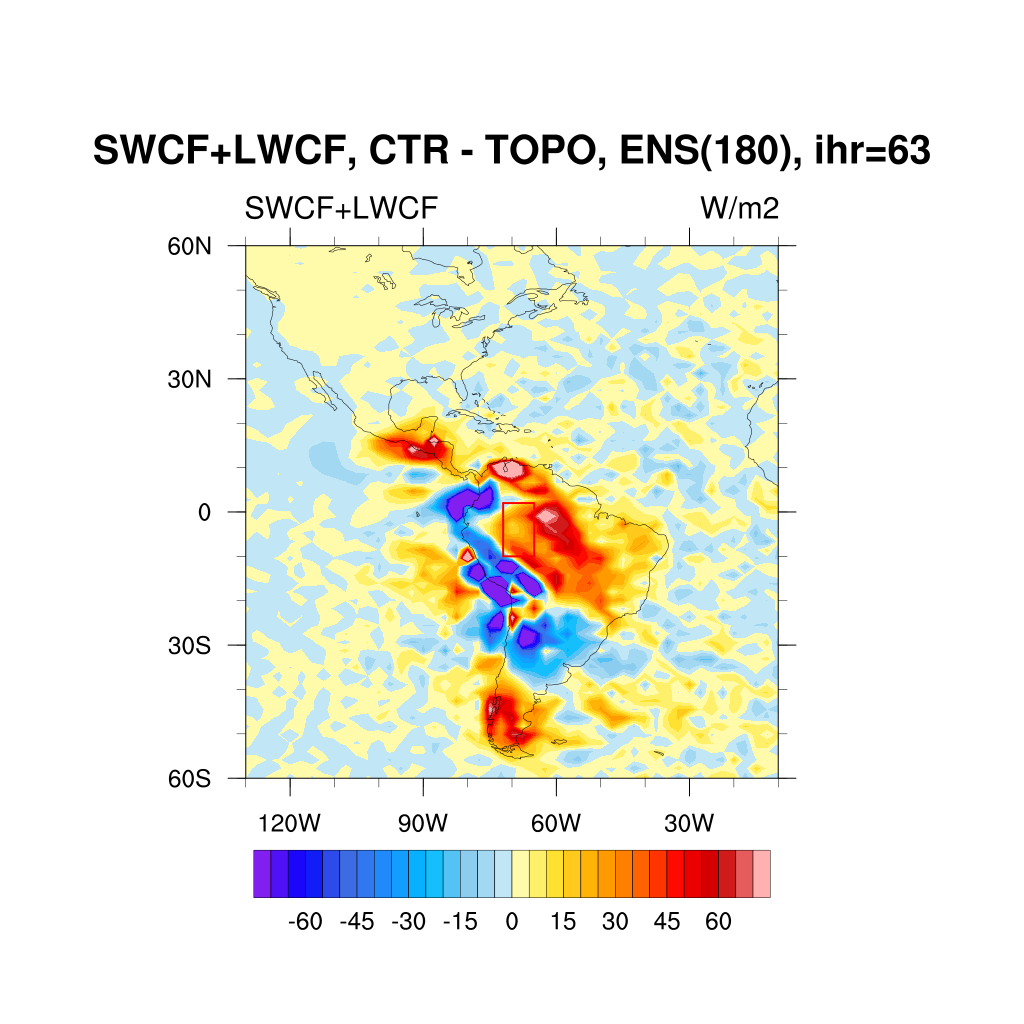 SWCF+LWCF, CTR - TOPO, ENS(180), ihr=63
SWCF+LWCF W/m2
60N
30N
0
30S
60S
120W 90W 60W 30W
-60 -45 -30 -15 0 15 30 45 60